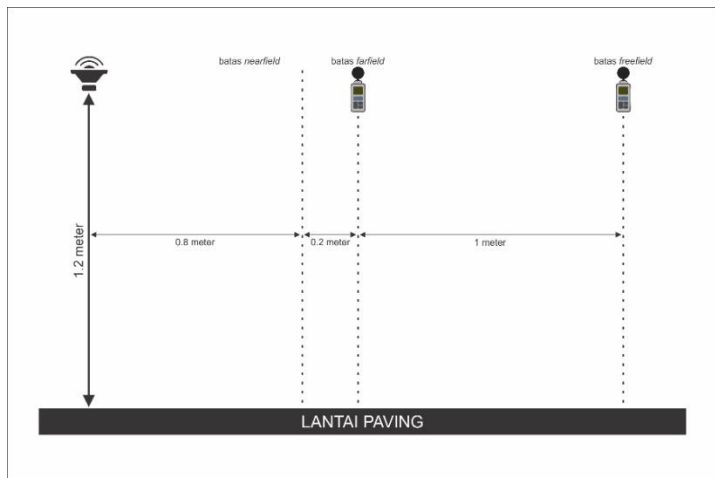 batas nearfield
batas farfield
batas freefield
1.2 meter
0.8 meter
0.2 meter
1 meter
LANTAI PAVING